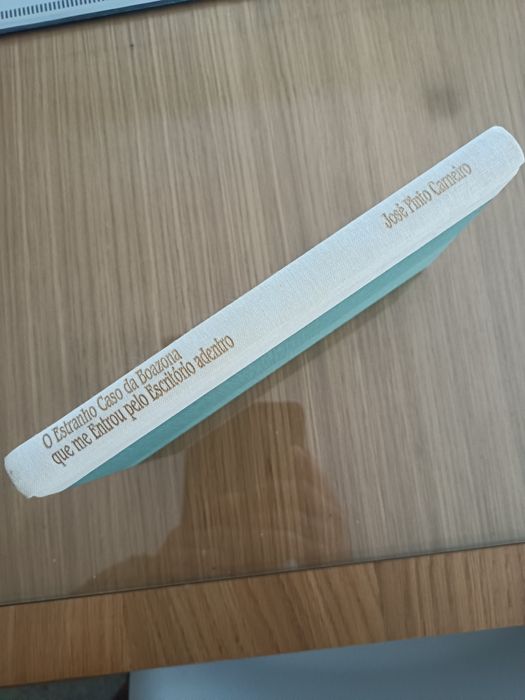 O Estranho Caso da Boazona
que me Entrou pelo Escritório adentro
José Pinto Carneiro